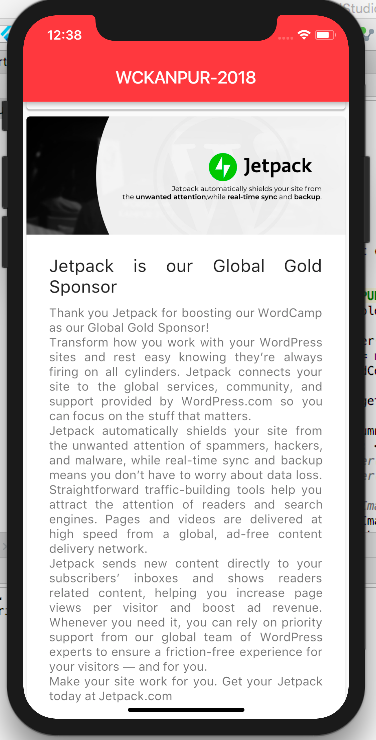 12:38
WCKANPUR-2018
Jetpack
Jetpack automatically shields your site from
the unwanted attention,while real-time sync and backup
Jetpack is our Global Gold
Sponsor
Thank you Jetpack for boosting our WordCamp
as our Global Gold Sponsor!
Transform how you work with your WordPress
sites and rest easy knowing they're always
firing on all cylinders. Jetpack connects your
site to the global services, community, and
support provided by WordPress.com so you
can focus on the stuff that matters.
Jetpack automatically shields your site from
the unwanted attention of spammers, hackers,
and malware, while real-time sync and backup
means you don't have to worry about data loss.
Straightforward traffic-building tools help you
attract the attention of readers and search
engines. Pages and videos are delivered at
high speed from a global, ad-free content
delivery network.
Jetpack sends new content directly to your
subscribers' inboxes and shows readers
related content, helping you increase page
views per visitor and boost ad revenue.
Whenever you need it, you can rely on priority
support from our global team of WordPress
experts to ensure a friction-free experience for
your visitors — and for you.
Make your site work for you. Get your Jetpack
today at Jetpack.com